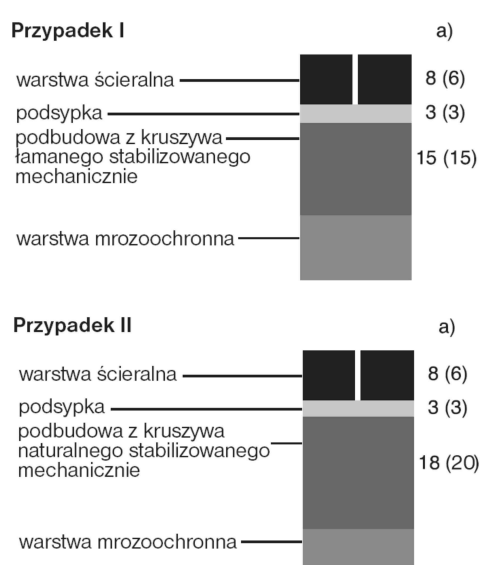 Przypadek I a)
warstwa ścieralna 8 (6)
podsypka 3 (3)
podbudowa z kruszywa
łamanego stabilizowanego 15 (15)
mechanicznie
warstwa mrozoochronna
Przypadek II a)
warstwa ścieralna 8 (6)
podsypka 3 (3)
podbudowa z kruszywa
naturalnego stabilizowanego
mechanicznie 18 (20)
warstwa mrozoochronna